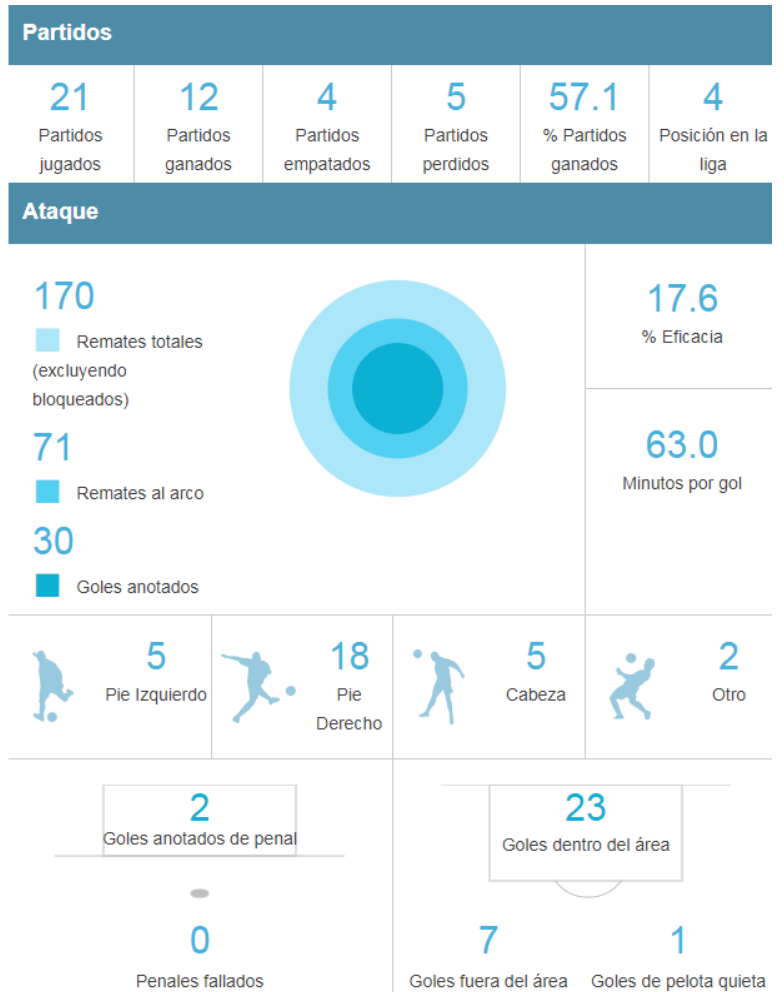 Partidos
21
Partidos
jugados
12
Partidos
ganados
4
Partidos
empatados
5
Partidos
perdidos
57.1
% Partidos
ganados
4
Posición en la
liga
Ataque
170
Remates totales
(excluyendo
bloqueados)
71
Remates al arco
30
Goles anotados
17.6
% Eficacia
63.0
Minutos por gol
5
Pie Izquierdo
18
Pie
Derecho
5
Cabeza
2
Otro
2
Goles anotados de penal
0
Penales fallados
23
Goles dentro del área
7
Goles fuera del área
1
Goles de pelota quieta